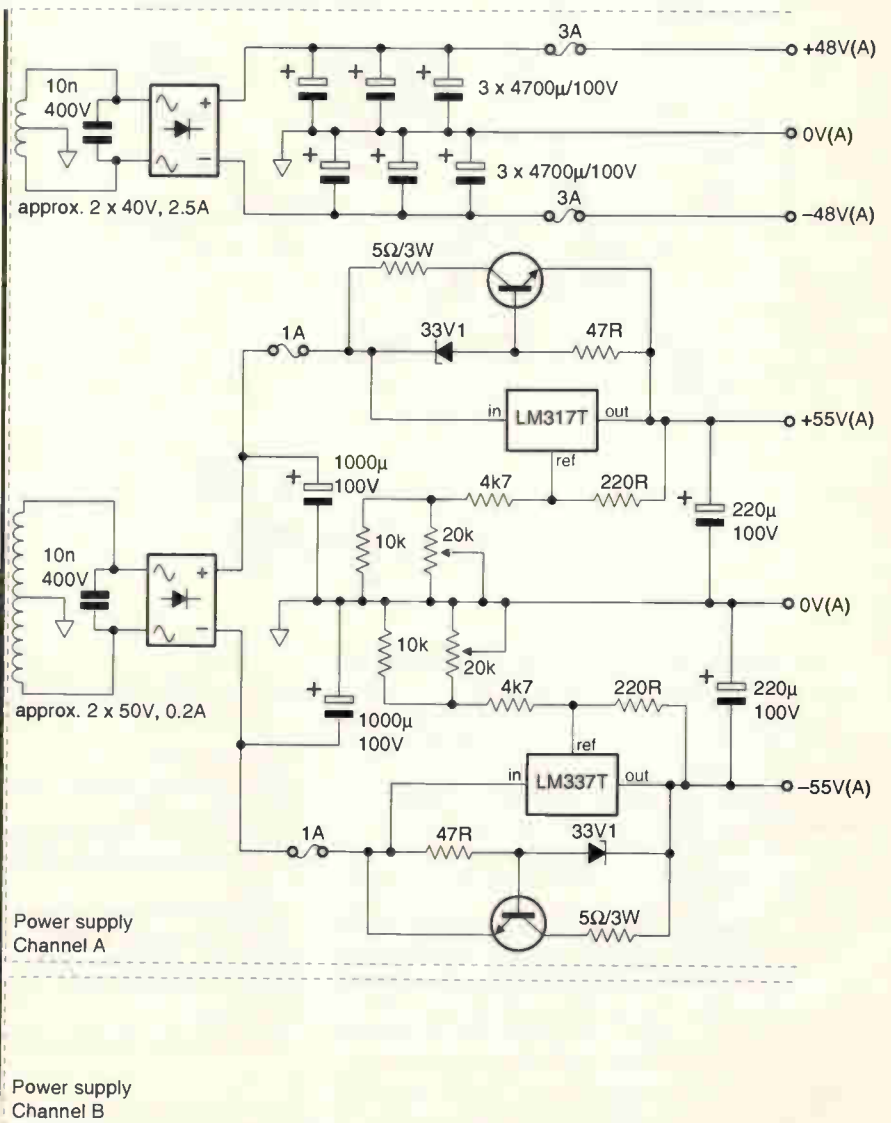 3A
+48V(A)
10n
400V
3 x 4700µ/100V
0V(A)
3 x 4700µ/100V
approx. 2 x 40V, 2.5A
3A
–48V(A)
5Ω/3W
1A
33V1
47R
in
LM317T
out
+55V(A)
ref
1000µ
100V
4k7
220R
220µ
100V
10k
20k
10n
400V
0V(A)
10k
20k
4k7
220R
220µ
100V
approx. 2 x 50V, 0.2A
1000µ
100V
ref
in
LM337T
out
–55V(A)
1A
47R
33V1
5Ω/3W
Power supply
Channel A
Power supply
Channel B